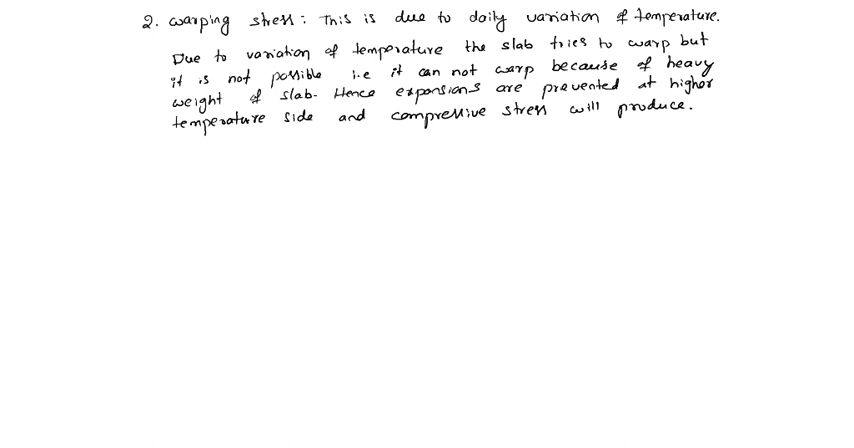 2. warping stress : This is due to daily variation of temperature.
Due to variation of temperature the slab tries to warp but
it is not possible i.e it can not warp because of heavy
weight of slab. Hence expansions are prevented at higher
temperature side and compressive stress will produce.